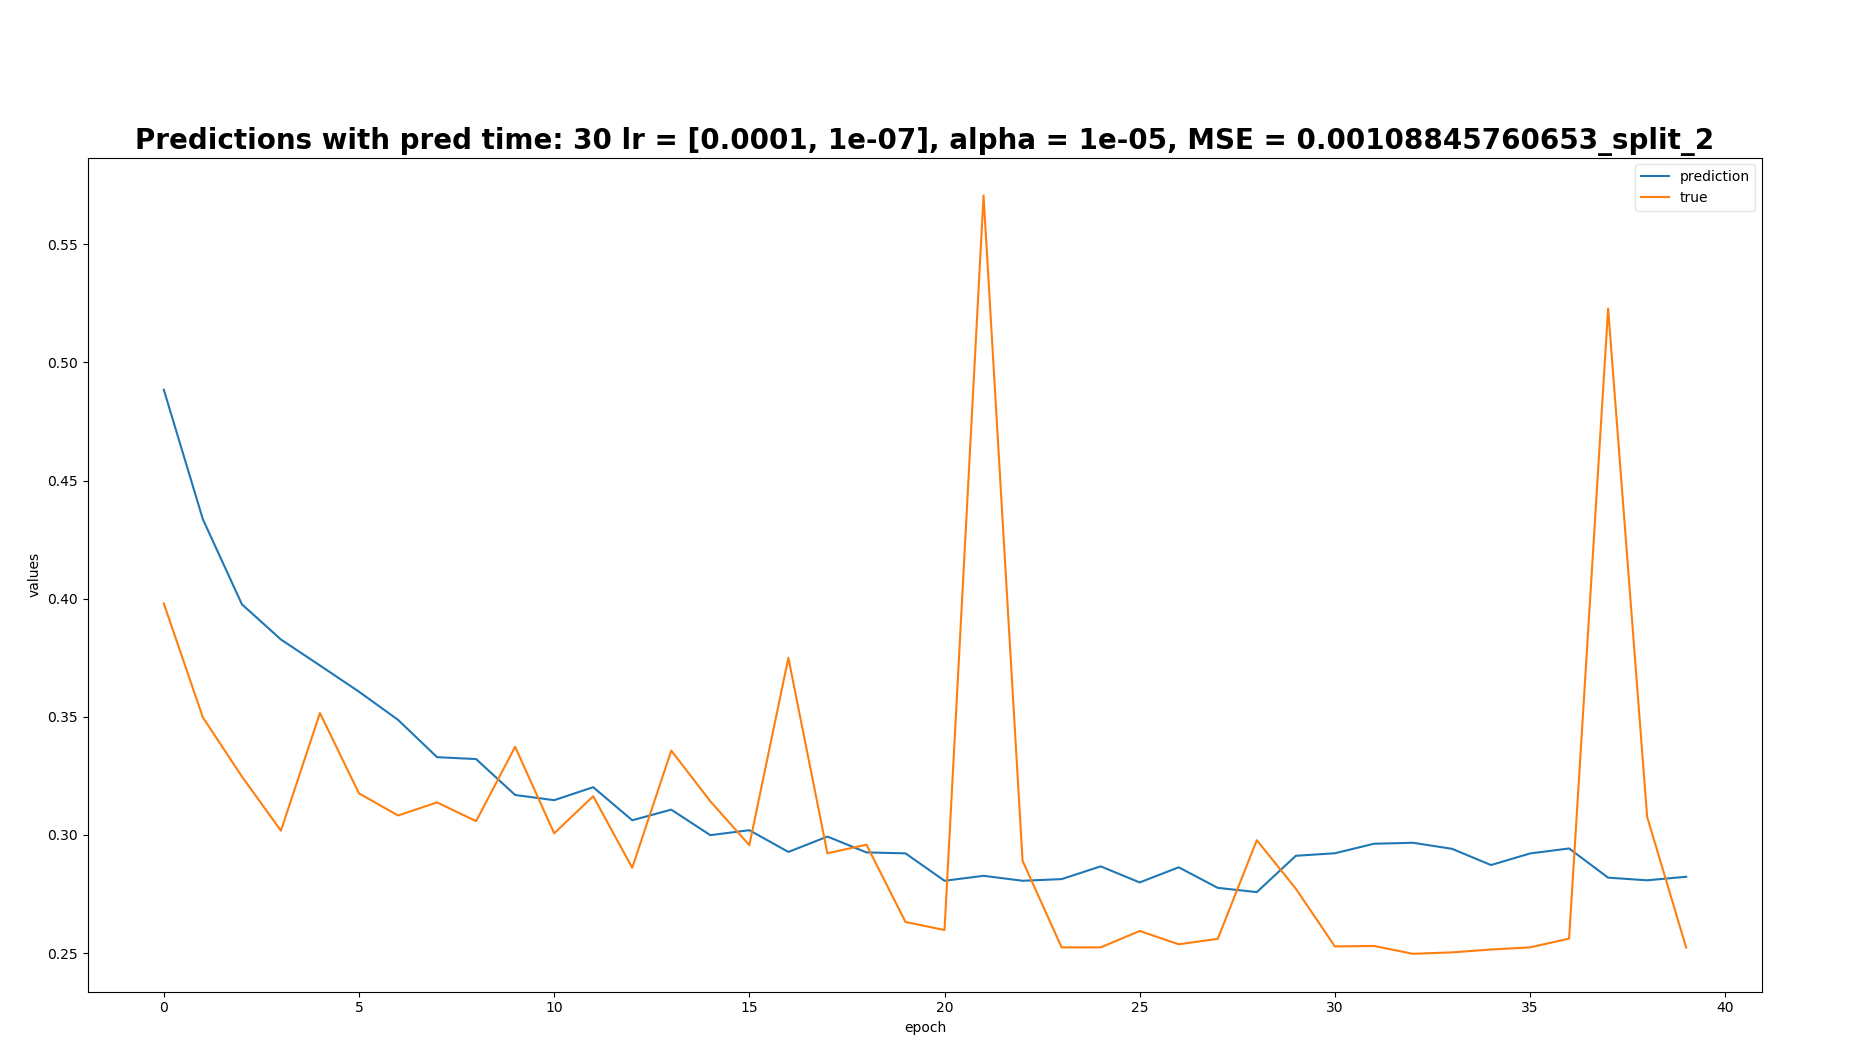 Predictions with pred time: 30 lr = [0.0001, 1e-07], alpha = 1e-05, MSE = 0.00108845760653_split_2
prediction
true
0.55
0.50
0.45
0.40
0.35
0.30
0.25
values
0 5 10 15 20 25 30 35 40
epoch